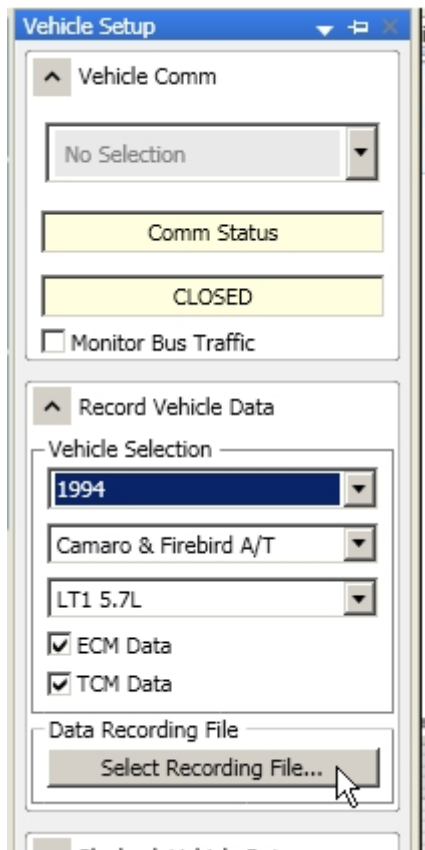 Vehicle Setup
Vehicle Comm
No Selection
Comm Status
CLOSED
Monitor Bus Traffic
Record Vehicle Data
Vehicle Selection
1994
Camaro & Firebird A/T
LT1 5.7L
ECM Data
TCM Data
Data Recording File
Select Recording File...